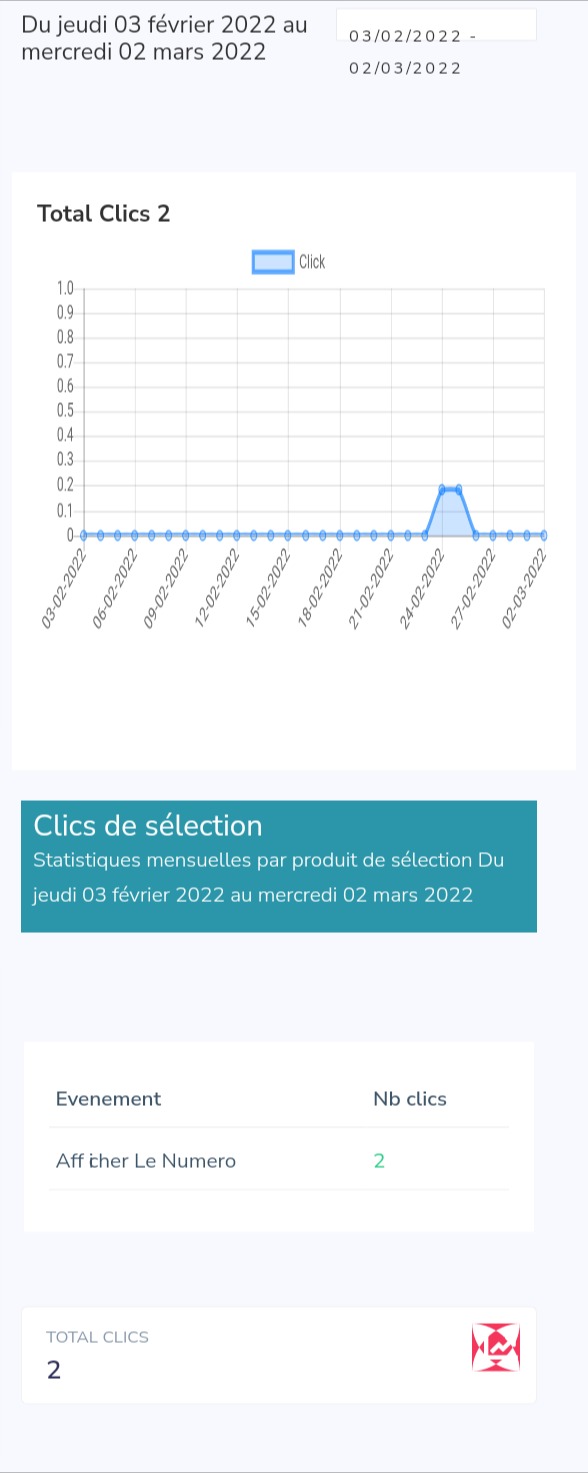 Du jeudi 03 février 2022 au
mercredi 02 mars 2022
03/02/2022 -
02/03/2022
Total Clics 2
Click
1.0
0.9
0.8
0.7
0.6
0.5
0.4
0.3
0.2
0.1
0
03-02-2022
06-02-2022
09-02-2022
12-02-2022
15-02-2022
18-02-2022
21-02-2022
24-02-2022
27-02-2022
02-03-2022
Clics de sélection
Statistiques mensuelles par produit de sélection Du
jeudi 03 février 2022 au mercredi 02 mars 2022
Evenement Nb clics
Afficher Le Numero 2
TOTAL CLICS
2